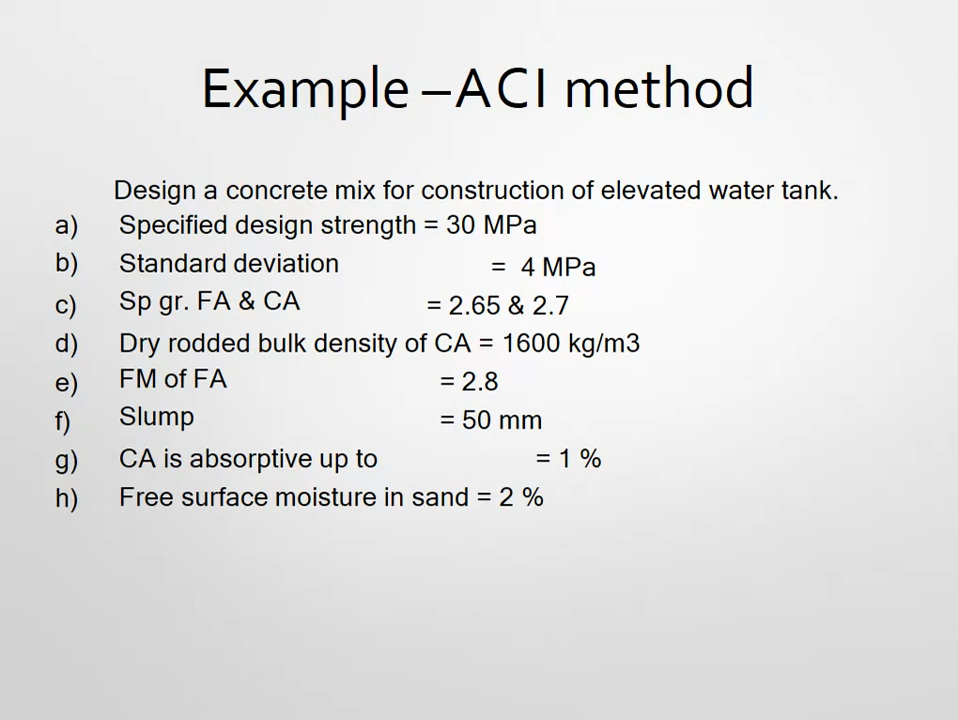 Example –ACI method
Design a concrete mix for construction of elevated water tank.
a) Specified design strength = 30 MPa
b) Standard deviation = 4 MPa
c) Sp gr. FA & CA = 2.65 & 2.7
d) Dry rodded bulk density of CA = 1600 kg/m3
e) FM of FA = 2.8
f) Slump = 50 mm
g) CA is absorptive up to = 1 %
h) Free surface moisture in sand = 2 %